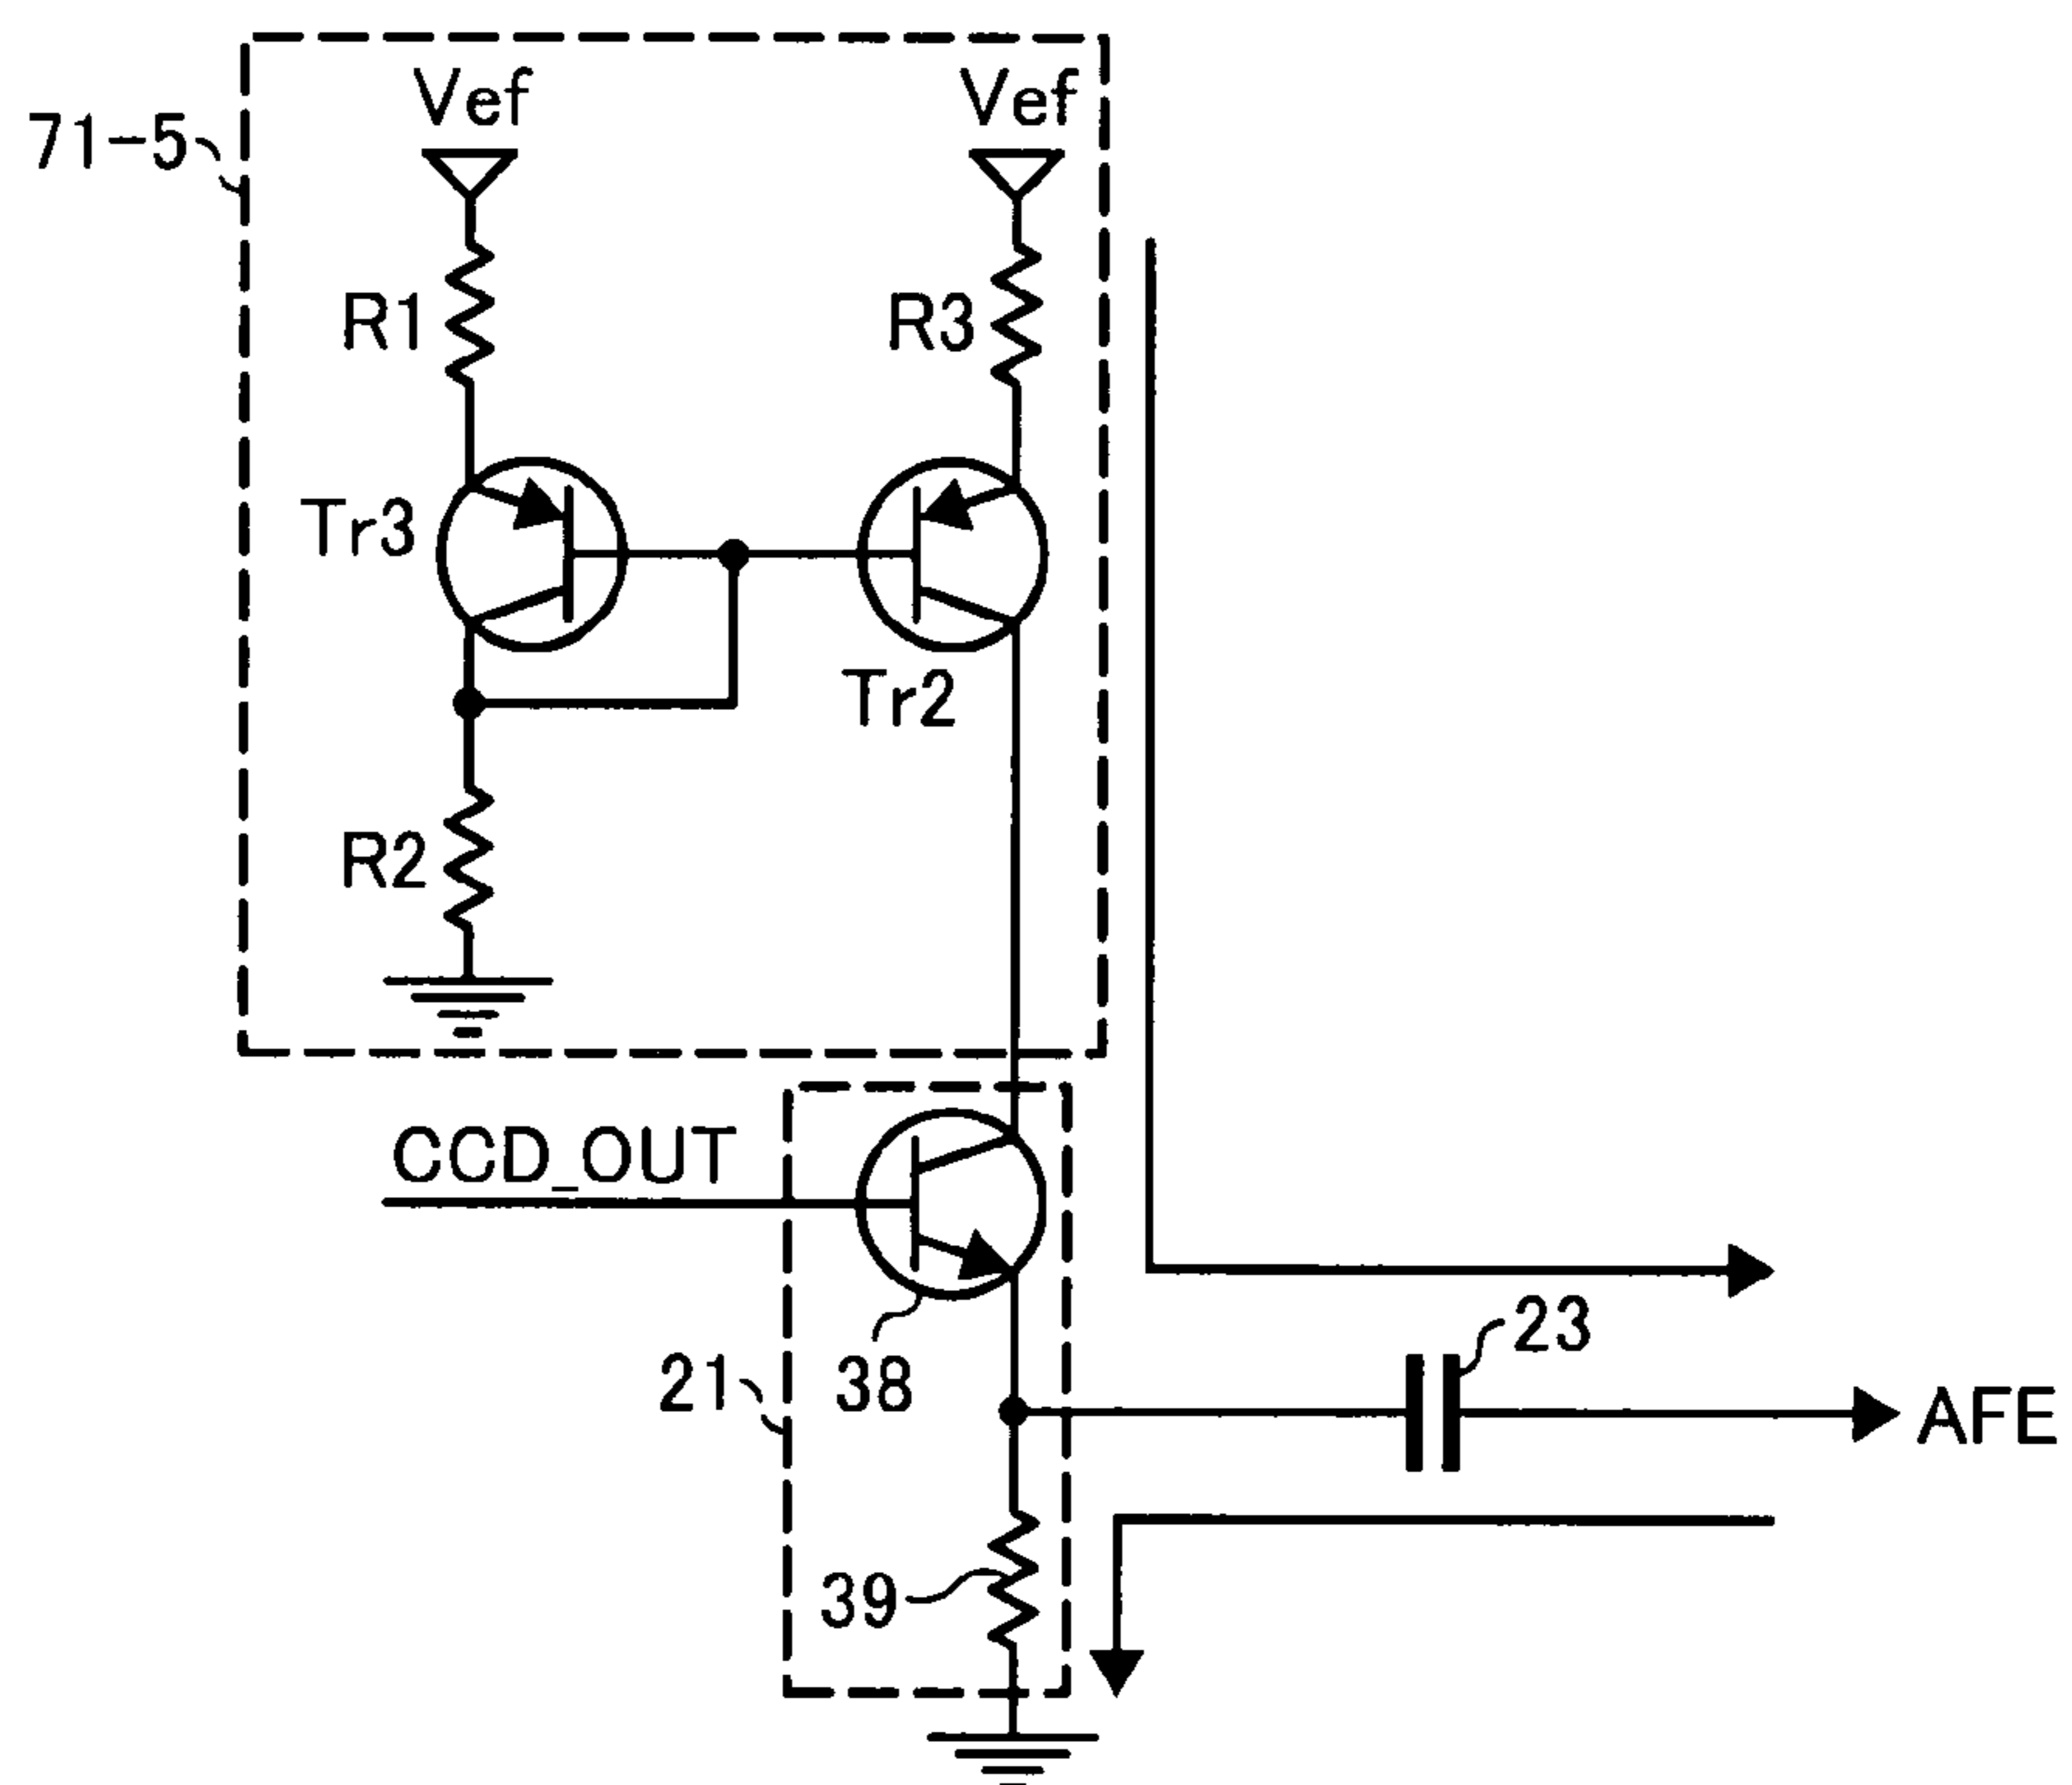 Vef
Vef
71-5
R1
R3
Tr3
Tr2
R2
CCD_OUT
23
21
38
AFE
39